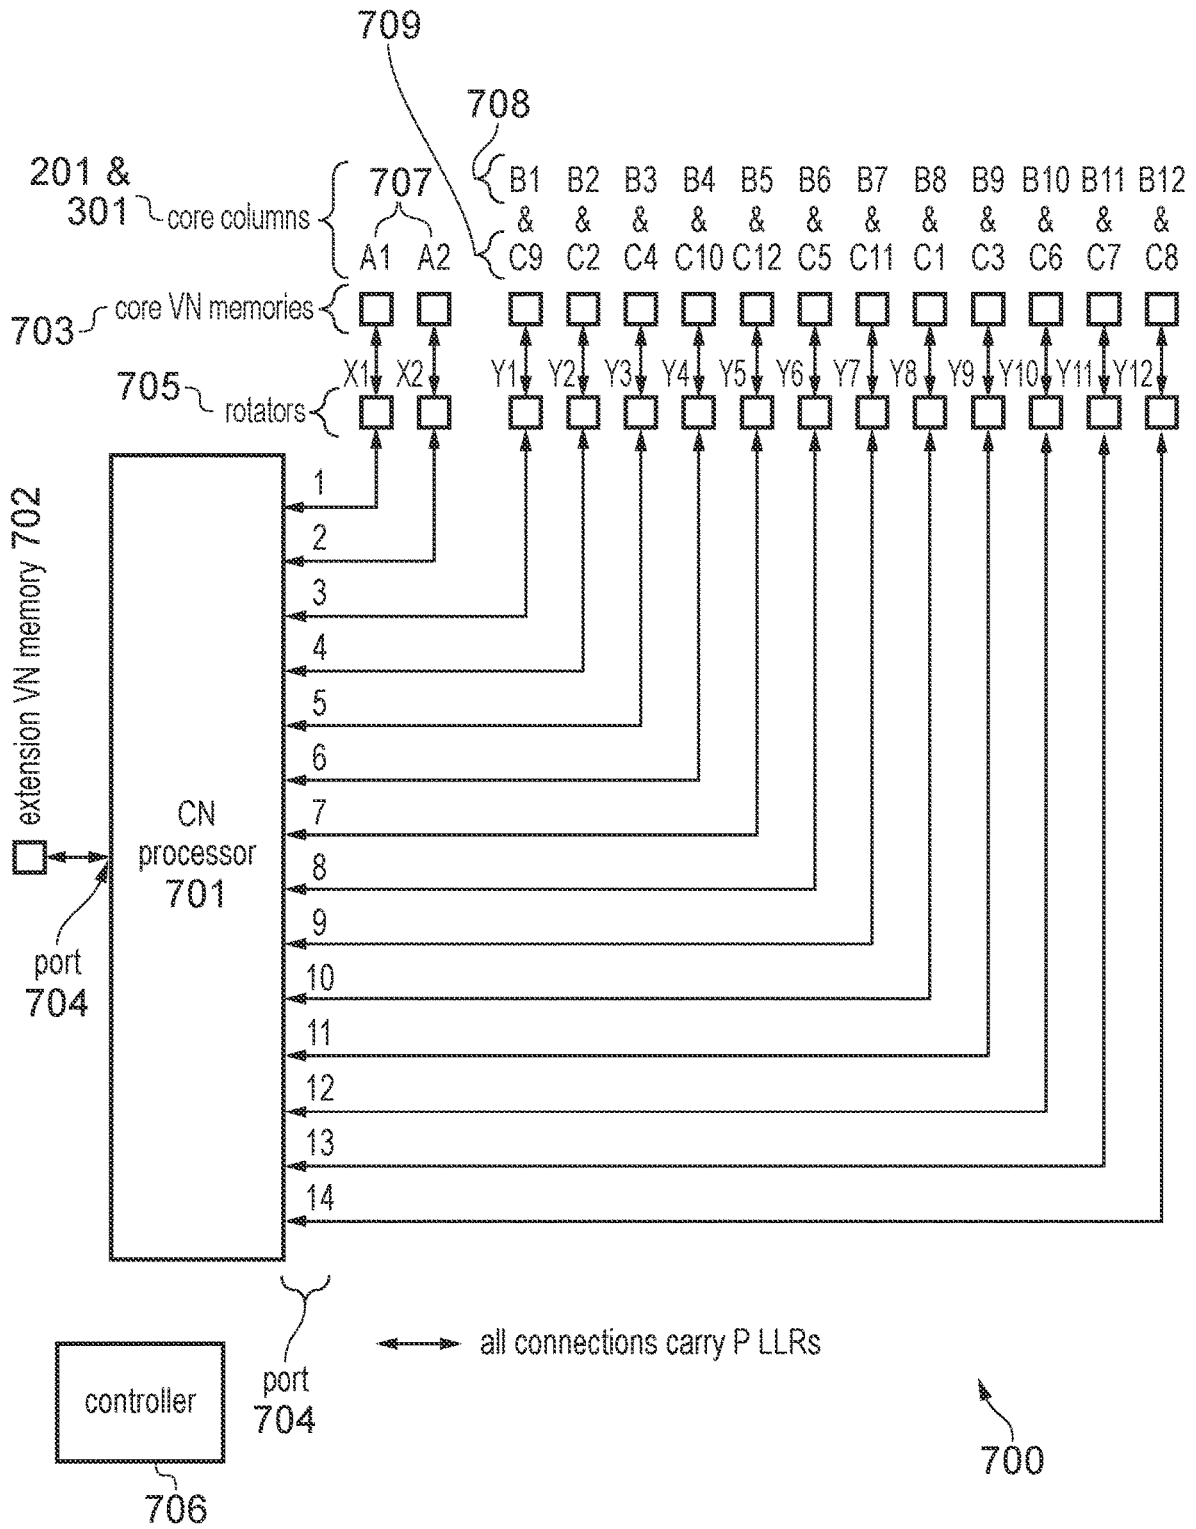 709
708
201 &
301
core columns
707
B1 B2 B3 B4 B5 B6 B7 B8 B9 B10 B11 B12
& & & & & & & & & & & &
A1 A2 C9 C2 C4 C10 C12 C5 C11 C1 C3 C6 C7 C8
703
core VN memories
705
X1 X2 Y1 Y2 Y3 Y4 Y5 Y6 Y7 Y8 Y9 Y10 Y11 Y12
rotators
1
2
3
4
5
6
7
8
9
10
11
12
13
14
extension VN memory 702
CN
processor
701
port
704
all connections carry P LLRs
port
704
controller
706
700